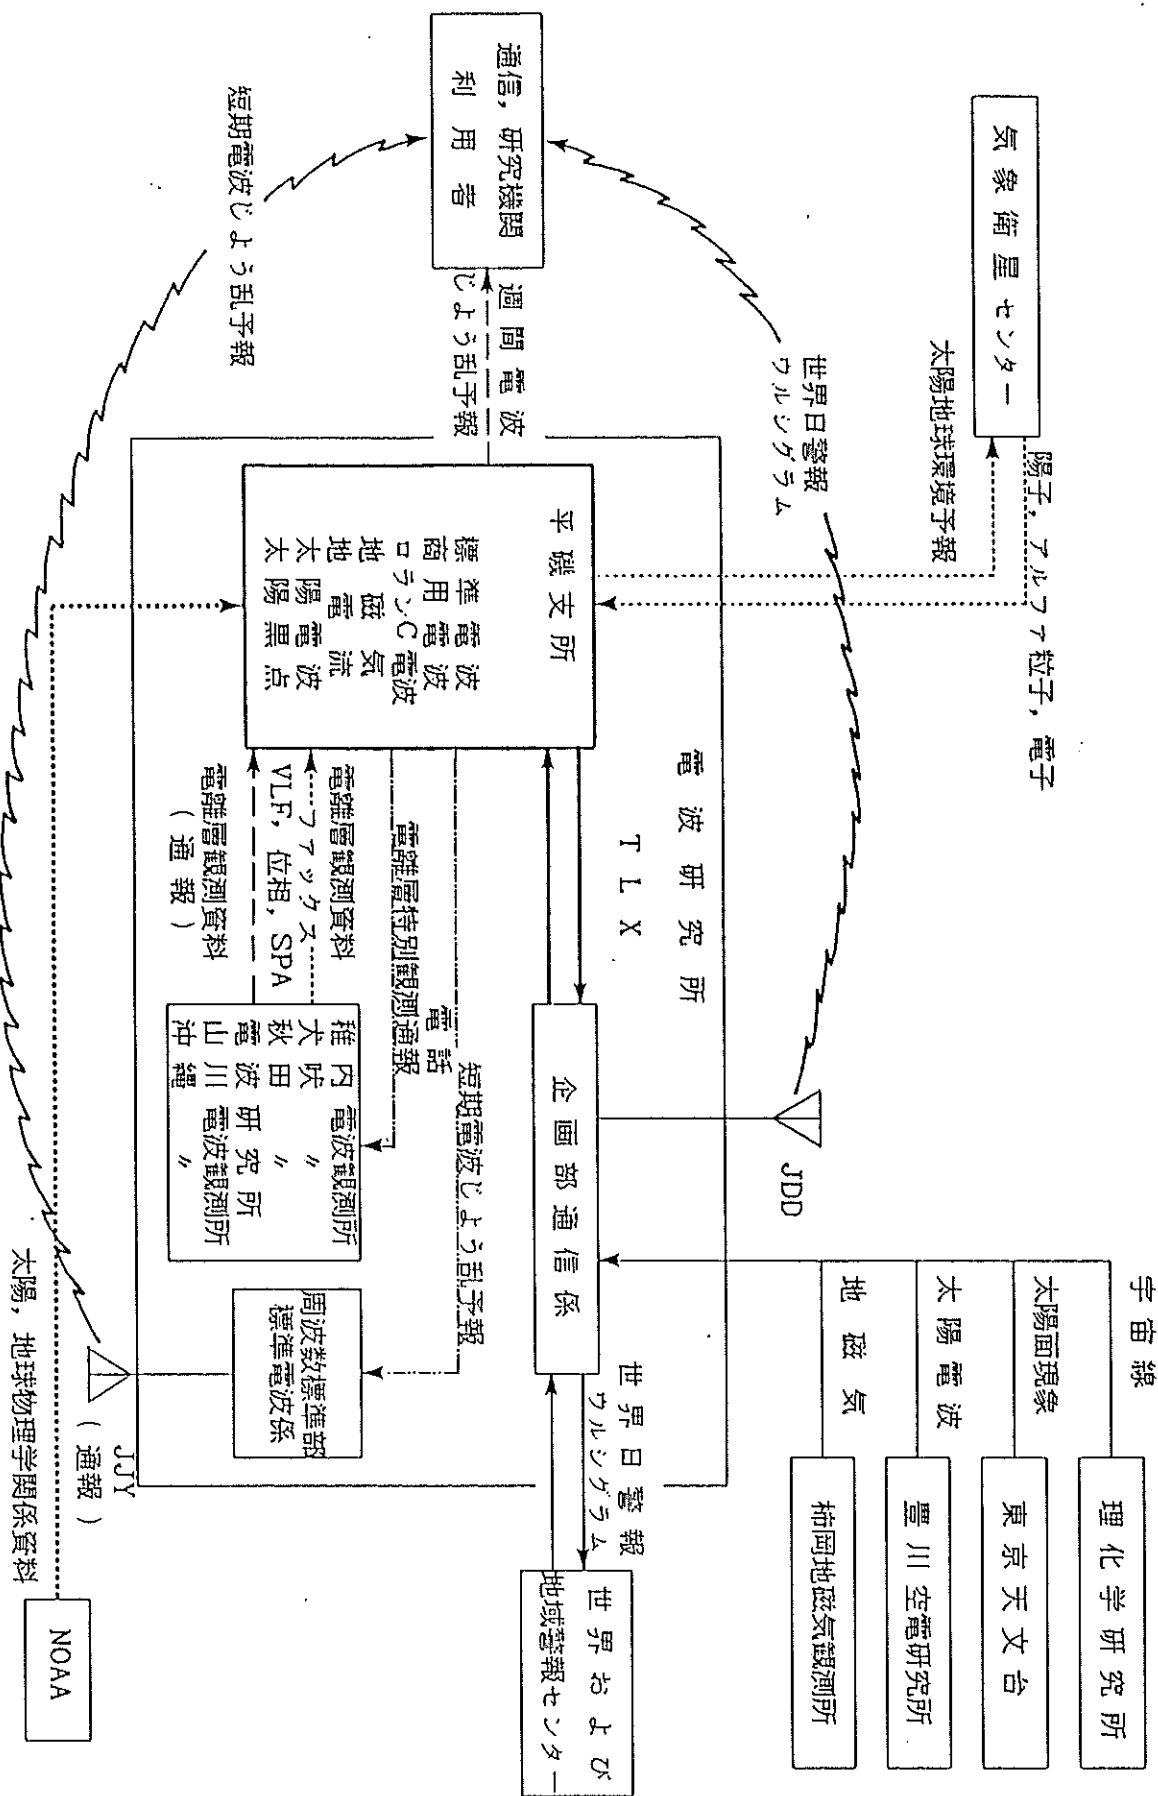 宇宙線
理化学研究所
太陽面現象
東京天文台
太陽電波
豊川空電研究所
地磁気
柿岡地磁気観測所
気象衛星センター
陽子，アルファ粒子，電子
太陽地球環境予報
世界日警報
ウルシグラム
JDD
電波研究所
TLX
通信，研究機関
利用者
週間電波
じょう乱予報
平磯支所
標準電波
商用電波
ロランC電波
地磁気
地電流
太陽電波
太陽黒点
企画部通信係
世界日警報
ウルシグラム
世界および
地域警報センター
短期電波じょう乱予報
電話
電離層特別観測通報
電離層観測資料
ファックス
VLF，位相，SPA
電離層観測資料
（通報）
稚内電波観測所
犬吠〃
秋田〃
電波研究所
山川電波観測所
沖縄〃
周波数標準部
標準電波係
短期電波じょう乱予報
JJY
（通報）
太陽，地球物理学関係資料
NOAA